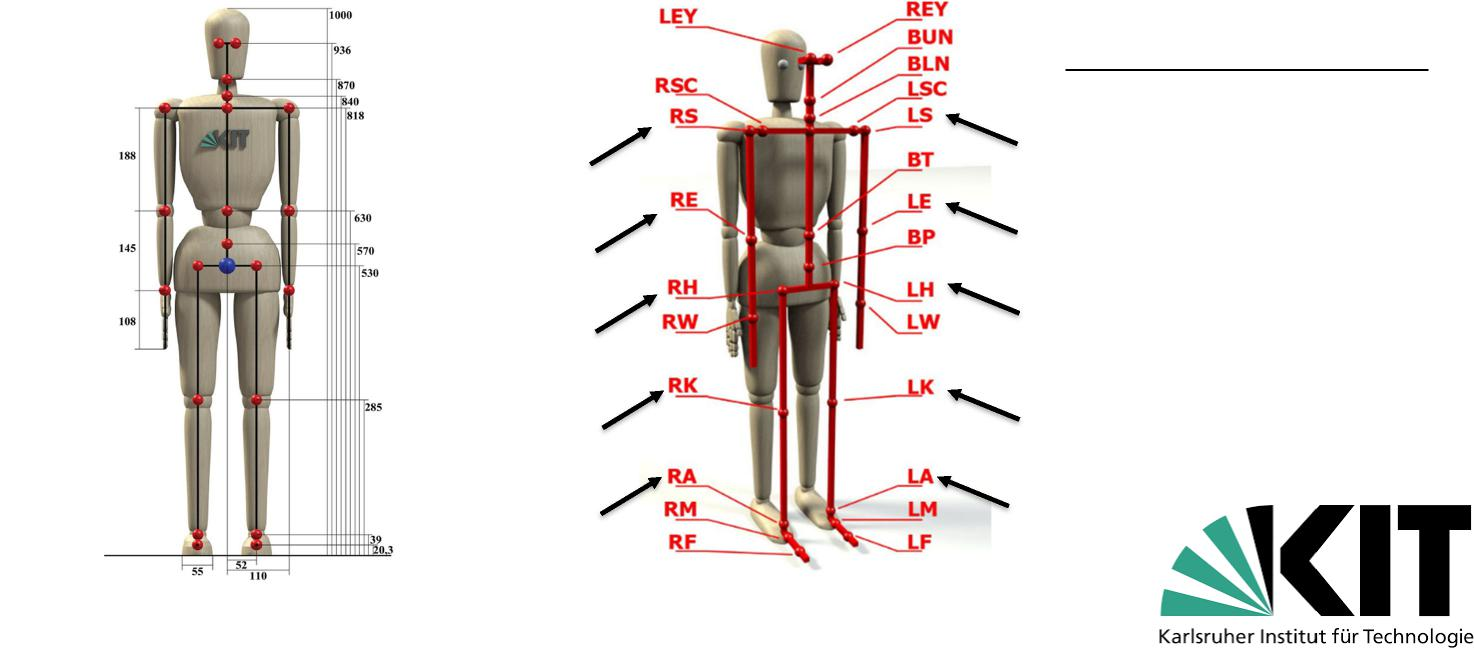 1000
936
870
840
818
188
KIT
630
145
570
530
108
285
39
20,3
55
52
110
LEY
REY
BUN
BLN
RSC
LSC
RS
LS
BT
RE
LE
BP
RH
LH
RW
LW
RK
LK
RA
LA
RM
LM
RF
LF
KIT
Karlsruher Institut für Technologie